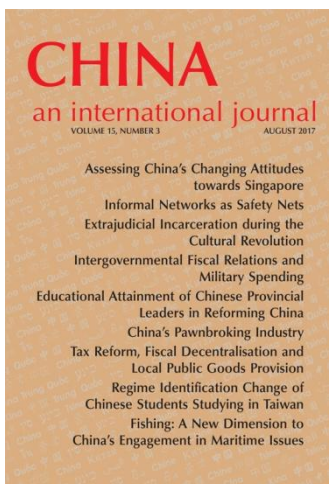 CHINA
an international journal
VOLUME 15, NUMBER 3 AUGUST 2017
Assessing China's Changing Attitudes
towards Singapore
Informal Networks as Safety Nets
Extrajudicial Incarceration during the
Cultural Revolution
Intergovernmental Fiscal Relations and
Military Spending
Educational Attainment of Chinese Provincial
Leaders in Reforming China
China's Pawnbroking Industry
Tax Reform, Fiscal Decentralisation and
Local Public Goods Provision
Regime Identification Change of
Chinese Students Studying in Taiwan
Fishing: A New Dimension to
China's Engagement in Maritime Issues